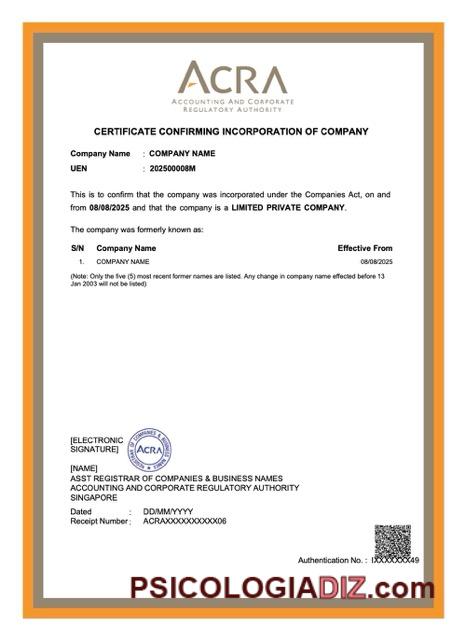 ACRA
ACCOUNTING AND CORPORATE
REGULATORY AUTHORITY
CERTIFICATE CONFIRMING INCORPORATION OF COMPANY
Company Name : COMPANY NAME
UEN : 202500008M
This is to confirm that the company was incorporated under the Companies Act, on and
from 08/08/2025 and that the company is a LIMITED PRIVATE COMPANY.
The company was formerly known as:
S/N Company Name Effective From
1. COMPANY NAME 08/08/2025
(Note: Only the five (5) most recent former names are listed. Any change in company name effected before 13
Jan 2003 will not be listed)
[ELECTRONIC
SIGNATURE]
REGISTRAR OF COMPANIES & BUSINESS NAMES
ACRA
[NAME]
ASST REGISTRAR OF COMPANIES & BUSINESS NAMES
ACCOUNTING AND CORPORATE REGULATORY AUTHORITY
SINGAPORE
Dated : DD/MM/YYYY
Receipt Number : ACRAXXXXXXXXXX06
Authentication No. : IXXXXXXX49
PSICOLOGIADIZ.com